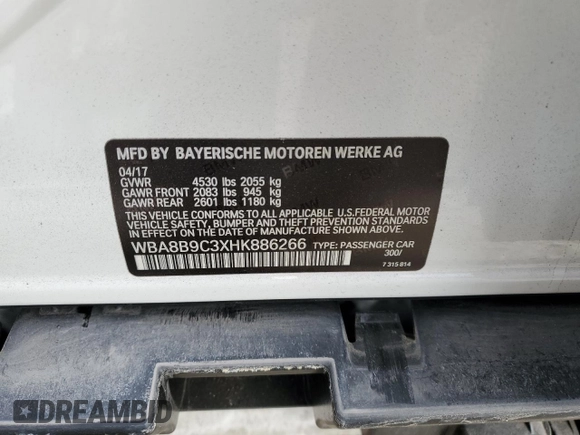 MFD BY BAYERISCHE MOTOREN WERKE AG
04/17
GVWR 4530 lbs 2055 kg
GAWR FRONT 2083 lbs 945 kg
GAWR REAR 2601 lbs 1180 kg
THIS VEHICLE CONFORMS TO ALL APPLICABLE U.S.FEDERAL MOTOR
VEHICLE SAFETY, BUMPER AND THEFT PREVENTION STANDARDS
IN EFFECT ON THE DATE OF MANUFACTURE SHOWN ABOVE.
WBA8B9C3XHK886266 TYPE: PASSENGER CAR
300/
7 315 814
DREAMBID